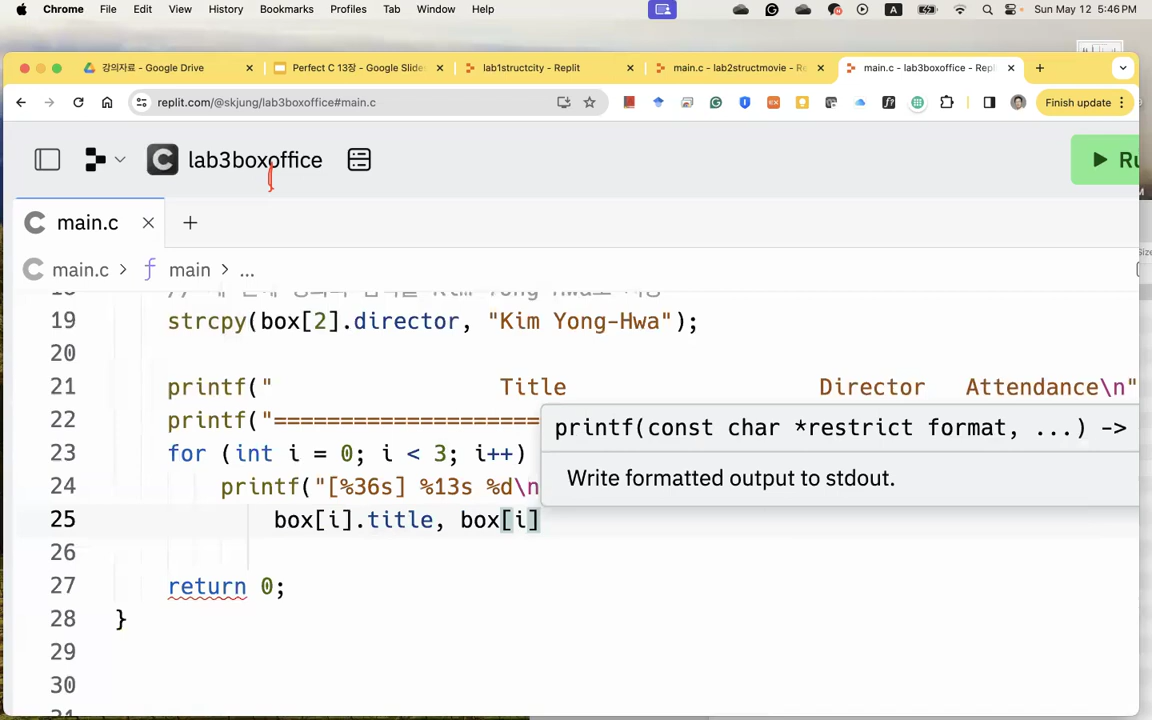 Chrome File Edit View History Bookmarks Profiles Tab Window Help A Sun May 12 5:46 PM
강의자료 - Google Drive Perfect C 13장 - Google Slides lab1structcity - Replit main.c - lab2structmovie - Re main.c - lab3boxoffice - Repl
replit.com/@skjung/lab3boxoffice#main.c Finish update
C lab3boxoffice Ru
C main.c
C main.c > f main > ...
19 strcpy(box[2].director, "Kim Yong-Hwa");
20
21 printf(" Title Director Attendance\n"
22 printf("====================
23 for (int i = 0; i < 3; i++)
24 printf("[%36s] %13s %d\n
25 box[i].title, box[i]
26
27 return 0;
28 }
29
30
printf(const char *restrict format, ...) ->
Write formatted output to stdout.